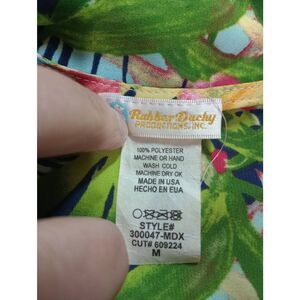 Rubber Ducky
PRODUCTIONS, INC.
100% POLYESTER
MACHINE OR HAND
WASH COLD
MACHINE DRY OK
MADE IN USA
HECHO EN EUA
STYLE#
300047-MDX
CUT# 609224
M